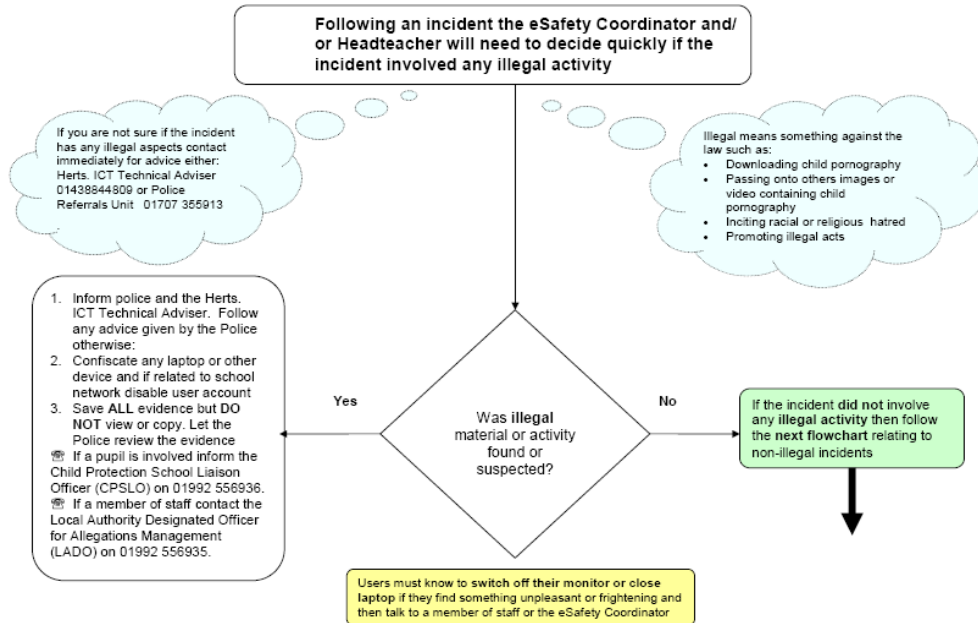 Following an incident the eSafety Coordinator and/
or Headteacher will need to decide quickly if the
incident involved any illegal activity
If you are not sure if the incident
has any illegal aspects contact
immediately for advice either:
Herts. ICT Technical Adviser
01438844809 or Police
Referrals Unit 01707 355913
Illegal means something against the
law such as:
• Downloading child pornography
• Passing onto others images or
video containing child
pornography
• Inciting racial or religious hatred
• Promoting illegal acts
1. Inform police and the Herts.
ICT Technical Adviser. Follow
any advice given by the Police
otherwise:
2. Confiscate any laptop or other
device and if related to school
network disable user account
3. Save ALL evidence but DO
NOT view or copy. Let the
Police review the evidence
☏ If a pupil is involved inform the
Child Protection School Liaison
Officer (CPSLO) on 01992 556936.
☏ If a member of staff contact the
Local Authority Designated Officer
for Allegations Management
(LADO) on 01992 556935.
Yes
Was illegal
material or activity
found or
suspected?
No
If the incident did not involve
any illegal activity then follow
the next flowchart relating to
non-illegal incidents
Users must know to switch off their monitor or close
laptop if they find something unpleasant or frightening and
then talk to a member of staff or the eSafety Coordinator